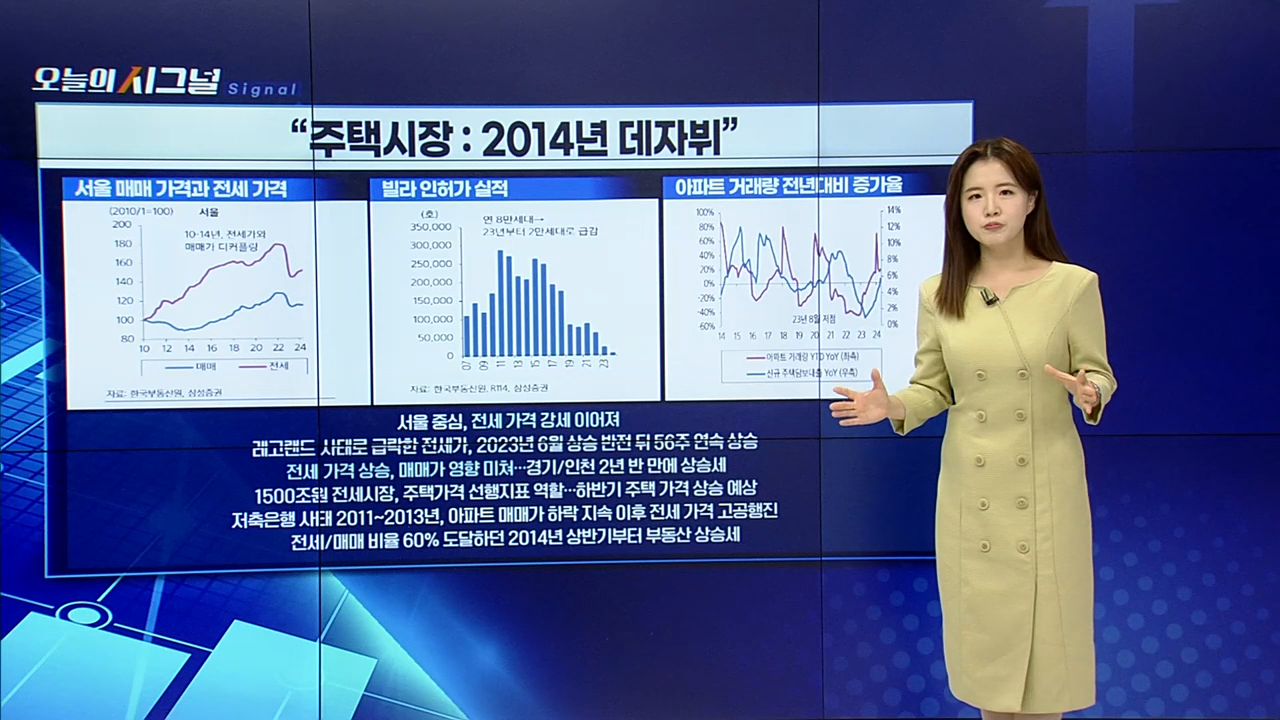 오늘의 시그널 Signal
“주택시장 : 2014년 데자뷔”
서울 매매 가격과 전세 가격
(2010/1=100) 서울
10-14년, 전세가와
매매가 디커플링
200
180
160
140
120
100
80
10 12 14 16 18 20 22 24
매매 전세
자료: 한국부동산원, 삼성증권
빌라 인허가 실적
(호)
연 8만세대→
23년부터 2만세대로 급감
350,000
300,000
250,000
200,000
150,000
100,000
50,000
0
07 09 11 13 15 17 19 21 23
자료: 한국부동산원, R114, 삼성증권
아파트 거래량 전년대비 증가율
100% 14%
80% 12%
60% 10%
40% 8%
20% 6%
0% 4%
-20% 2%
-40% 0%
60%
23년 8월 저점
14 15 16 17 18 19 20 21 22 23 24
아파트 거래량 YTD YoY (좌측)
신규 주택담보대출 YoY (우측)
서울 중심, 전세 가격 강세 이어져
레고랜드 사태로 급락한 전세가, 2023년 6월 상승 반전 뒤 56주 연속 상승
전세 가격 상승, 매매가 영향 미쳐…경기/인천 2년 반 만에 상승세
1500조원 전세시장, 주택가격 선행지표 역할…하반기 주택 가격 상승 예상
저축은행 사태 2011~2013년, 아파트 매매가 하락 지속 이후 전세 가격 고공행진
전세/매매 비율 60% 도달하던 2014년 상반기부터 부동산 상승세